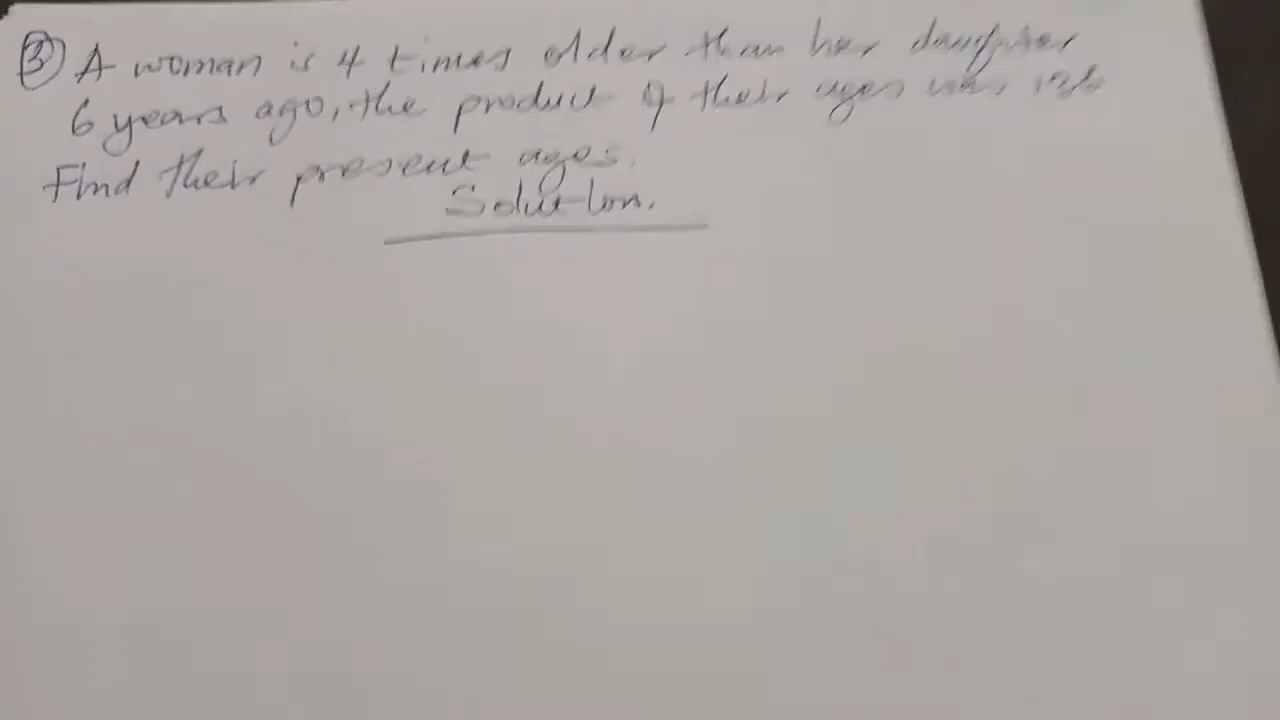 3 A woman is 4 times older than her daughter
6 years ago, the product of their ages was 136
Find their present ages.
Solution.